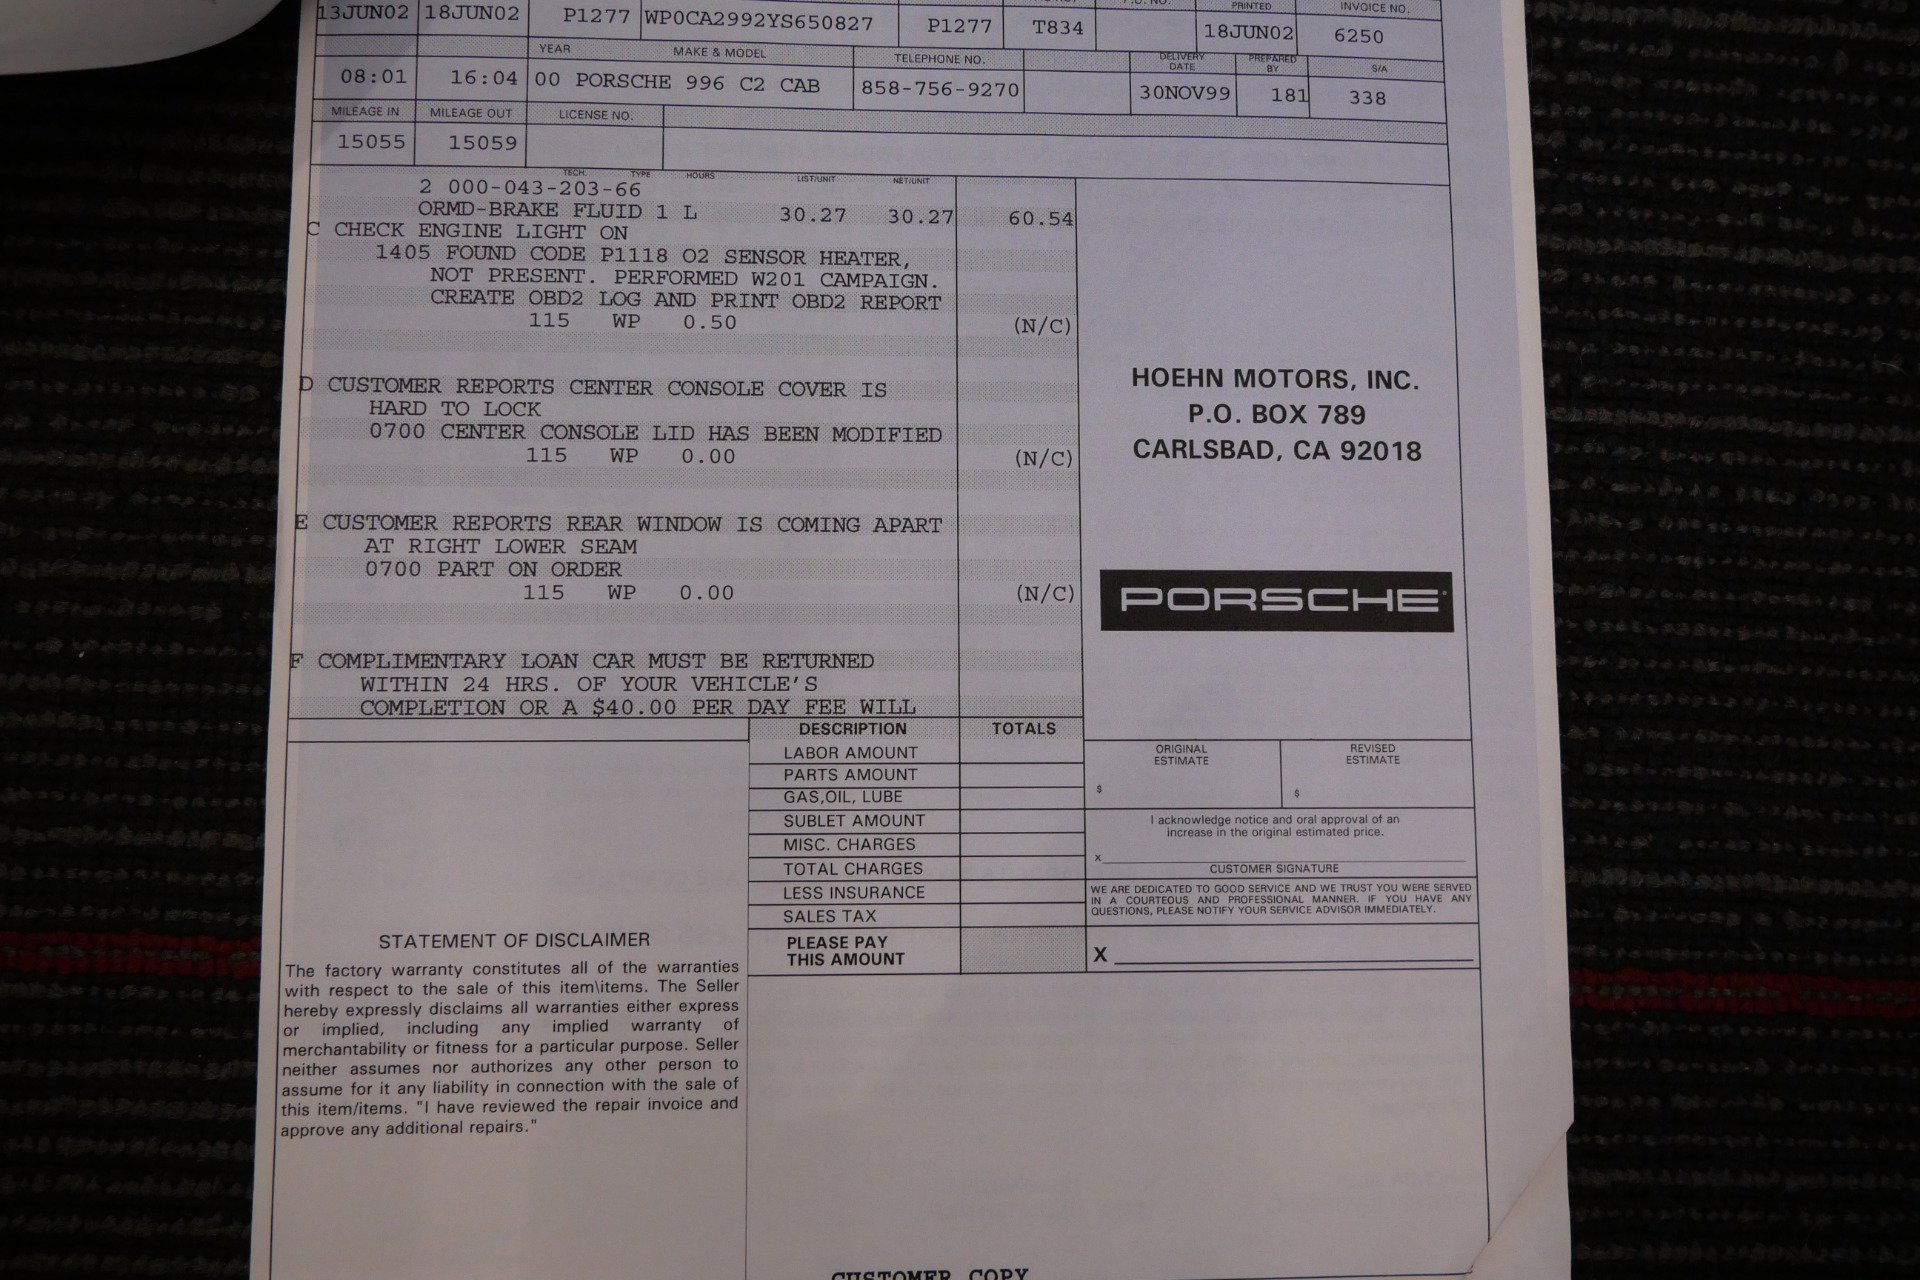 PRINTED INVOICE NO.
13JUN02 18JUN02 P1277 WP0CA2992YS650827 P1277 T834 18JUN02 6250
YEAR MAKE & MODEL TELEPHONE NO. DELIVERY DATE PREPARED BY S/A
08:01 16:04 00 PORSCHE 996 C2 CAB 858-756-9270 30NOV99 181 338
MILEAGE IN MILEAGE OUT LICENSE NO.
15055 15059
TECH. TYPE HOURS LIST/UNIT NET/UNIT
2 000-043-203-66
ORMD-BRAKE FLUID 1 L 30.27 30.27 60.54
C CHECK ENGINE LIGHT ON
1405 FOUND CODE P1118 O2 SENSOR HEATER,
NOT PRESENT. PERFORMED W201 CAMPAIGN.
CREATE OBD2 LOG AND PRINT OBD2 REPORT
115 WP 0.50 (N/C)
D CUSTOMER REPORTS CENTER CONSOLE COVER IS
HARD TO LOCK
0700 CENTER CONSOLE LID HAS BEEN MODIFIED
115 WP 0.00 (N/C)
E CUSTOMER REPORTS REAR WINDOW IS COMING APART
AT RIGHT LOWER SEAM
0700 PART ON ORDER
115 WP 0.00 (N/C)
F COMPLIMENTARY LOAN CAR MUST BE RETURNED
WITHIN 24 HRS. OF YOUR VEHICLE'S
COMPLETION OR A $40.00 PER DAY FEE WILL
HOEHN MOTORS, INC.
P.O. BOX 789
CARLSBAD, CA 92018
PORSCHE
DESCRIPTION TOTALS
LABOR AMOUNT
PARTS AMOUNT
GAS,OIL, LUBE
SUBLET AMOUNT
MISC. CHARGES
TOTAL CHARGES
LESS INSURANCE
SALES TAX
PLEASE PAY
THIS AMOUNT
ORIGINAL ESTIMATE
$
REVISED ESTIMATE
$
I acknowledge notice and oral approval of an
increase in the original estimated price.
x
CUSTOMER SIGNATURE
WE ARE DEDICATED TO GOOD SERVICE AND WE TRUST YOU WERE SERVED
IN A COURTEOUS AND PROFESSIONAL MANNER. IF YOU HAVE ANY
QUESTIONS, PLEASE NOTIFY YOUR SERVICE ADVISOR IMMEDIATELY.
X
STATEMENT OF DISCLAIMER
The factory warranty constitutes all of the warranties
with respect to the sale of this item\items. The Seller
hereby expressly disclaims all warranties either express
or implied, including any implied warranty of
merchantability or fitness for a particular purpose. Seller
neither assumes nor authorizes any other person to
assume for it any liability in connection with the sale of
this item/items. "I have reviewed the repair invoice and
approve any additional repairs."
CUSTOMER COPY